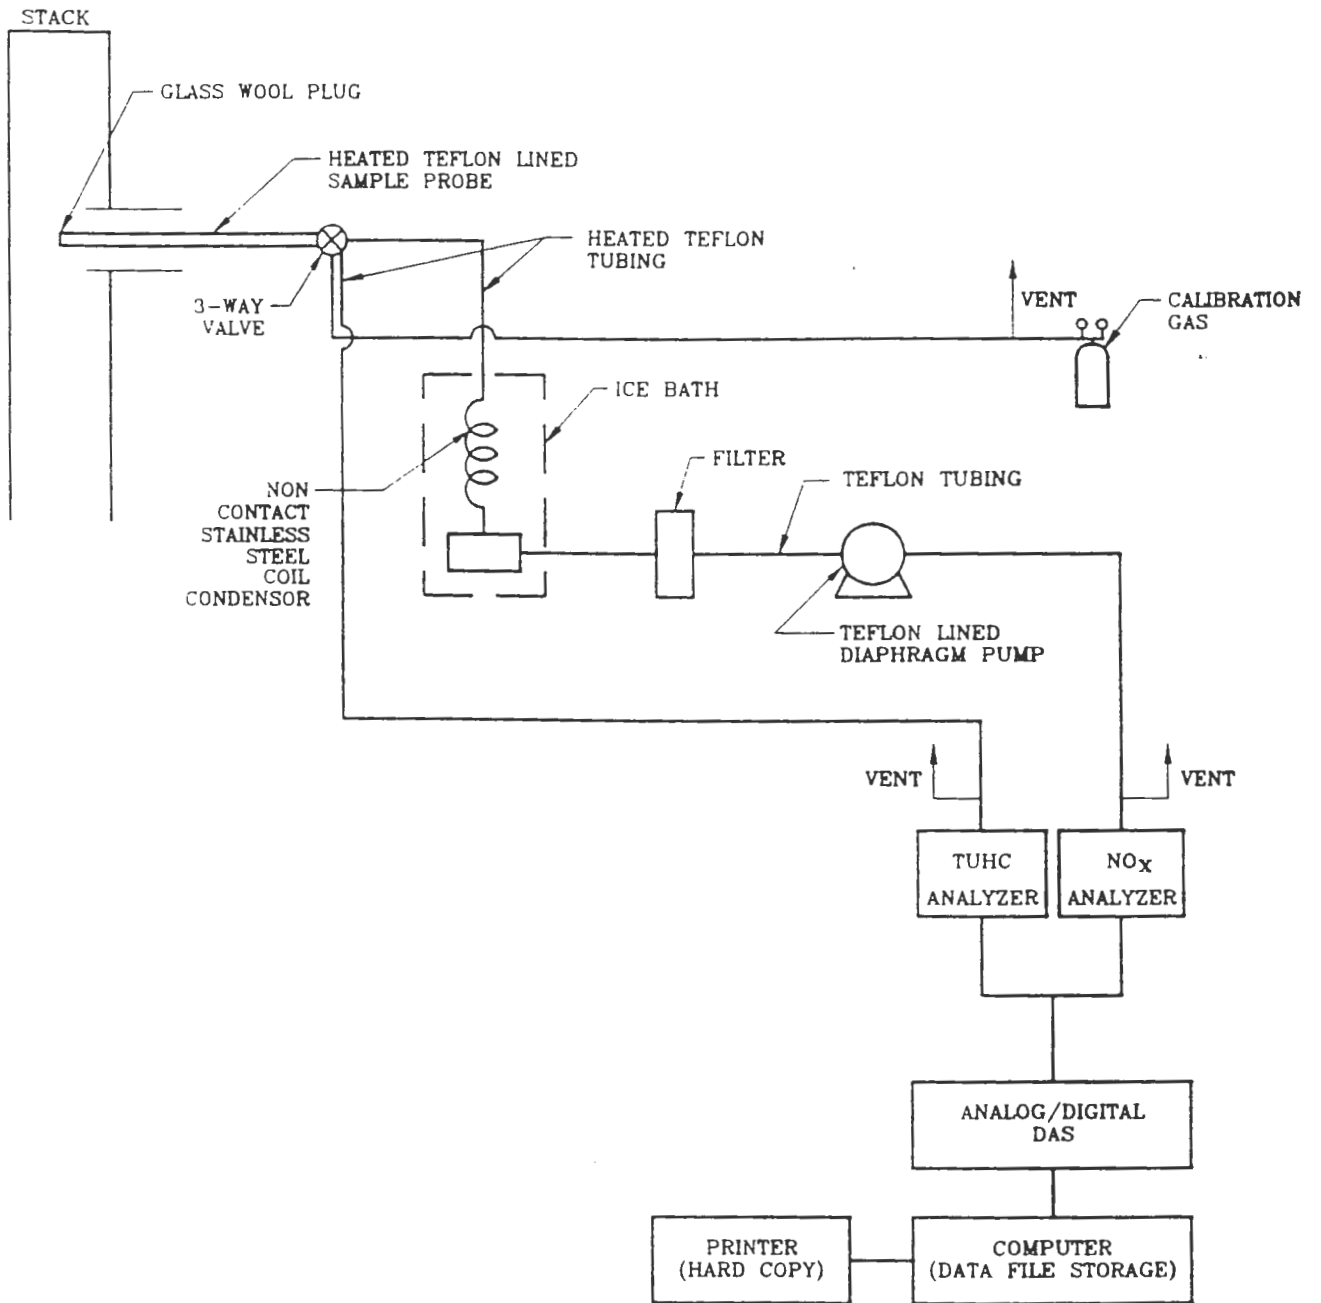 STACK
GLASS WOOL PLUG
HEATED TEFLON LINED
SAMPLE PROBE
HEATED TEFLON
TUBING
3-WAY
VALVE
VENT
CALIBRATION
GAS
ICE BATH
FILTER
TEFLON TUBING
NON
CONTACT
STAINLESS
STEEL
COIL
CONDENSOR
TEFLON LINED
DIAPHRAGM PUMP
VENT
VENT
TUHC
ANALYZER
NOX
ANALYZER
ANALOG/DIGITAL
DAS
PRINTER
(HARD COPY)
COMPUTER
(DATA FILE STORAGE)